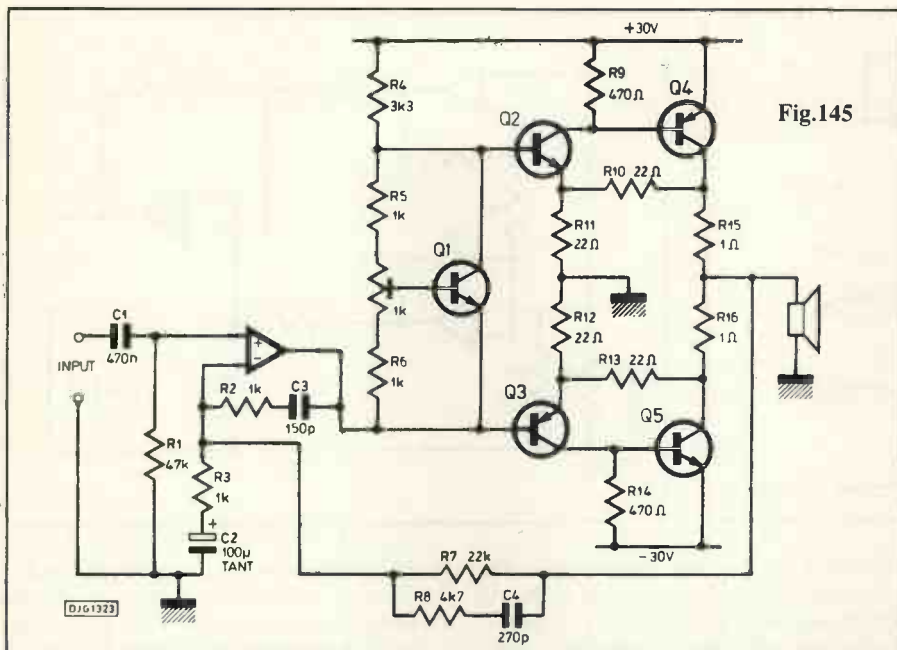 +30V
R4
3k3
R9
470Ω
Q4
Fig.145
Q2
R10 22Ω
R5
1k
R11
22Ω
R15
1Ω
Q1
1k
C1
470n
INPUT
+
−
R2 1k
C3
150p
R12
22Ω
R16
1Ω
R6
1k
R13 22Ω
Q3
Q5
R1
47k
R3
1k
R14
470Ω
+
C2
100μ
TANT
−30V
R7 22k
R8 4k7
C4
270p
DJG1323